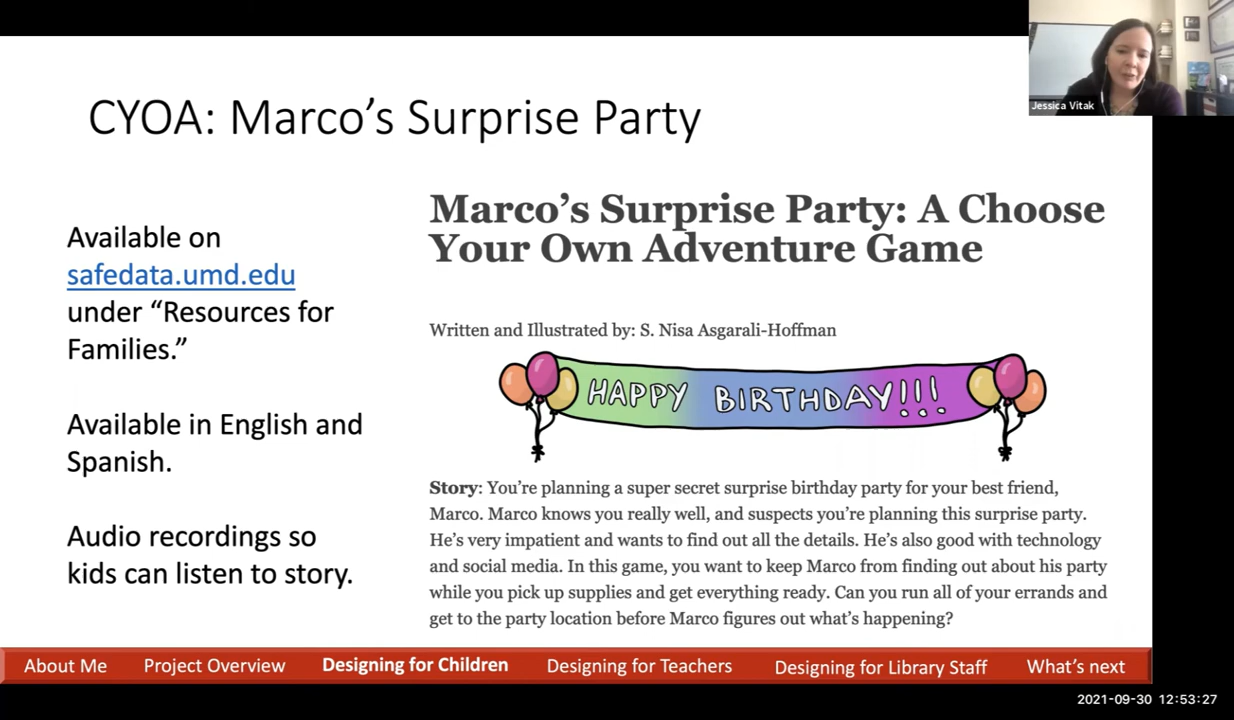 Jessica Vitak
CYOA: Marco’s Surprise Party
Available on
safedata.umd.edu
under “Resources for
Families.”
Available in English and
Spanish.
Audio recordings so
kids can listen to story.
Marco’s Surprise Party: A Choose
Your Own Adventure Game
Written and Illustrated by: S. Nisa Asgarali-Hoffman
HAPPY BIRTHDAY!!!
Story: You’re planning a super secret surprise birthday party for your best friend,
Marco. Marco knows you really well, and suspects you’re planning this surprise party.
He’s very impatient and wants to find out all the details. He’s also good with technology
and social media. In this game, you want to keep Marco from finding out about his party
while you pick up supplies and get everything ready. Can you run all of your errands and
get to the party location before Marco figures out what’s happening?
About Me Project Overview Designing for Children Designing for Teachers Designing for Library Staff What’s next
2021-09-30 12:53:27